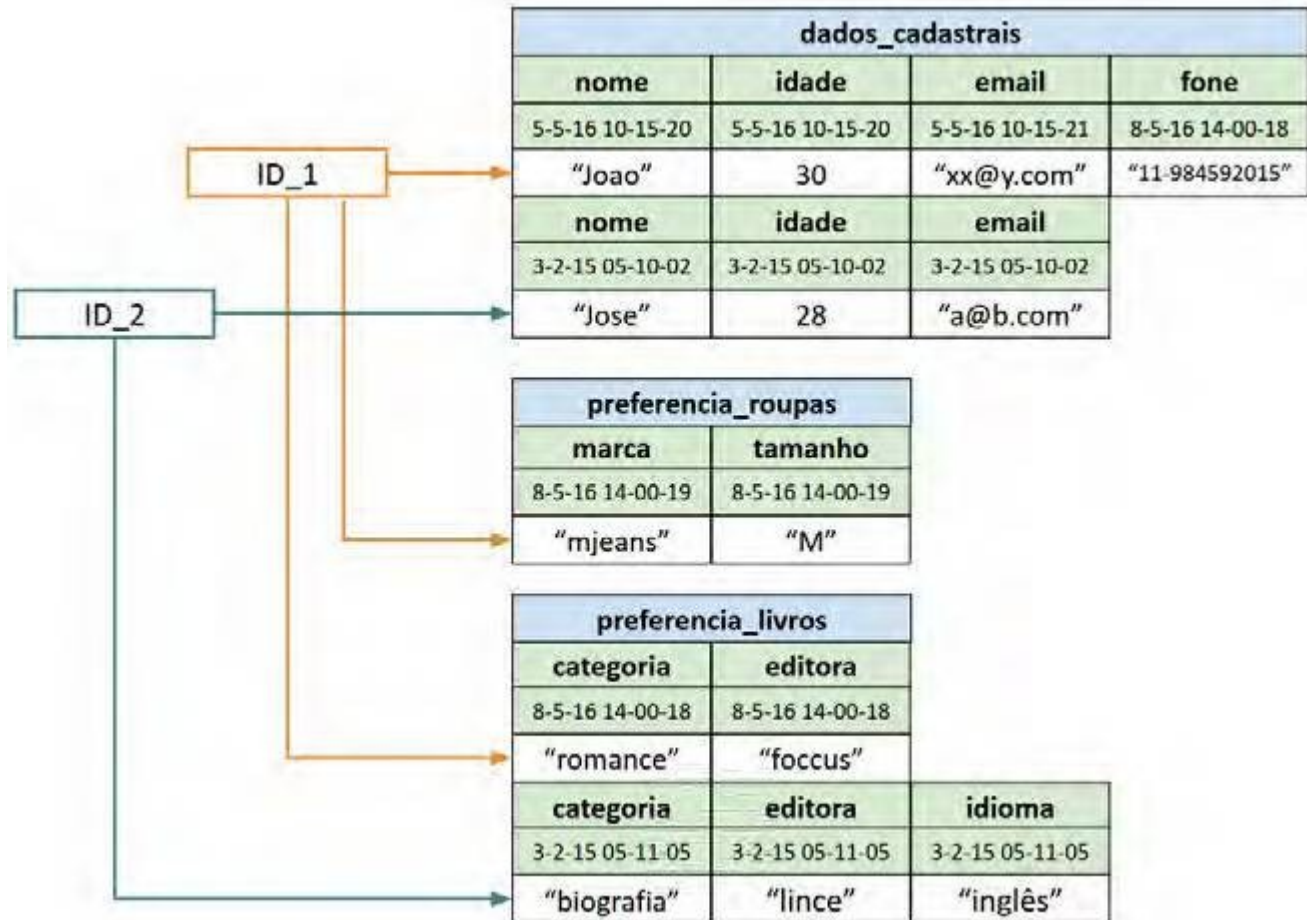 dados_cadastrais
nome idade email fone
5-5-16 10-15-20 5-5-16 10-15-20 5-5-16 10-15-21 8-5-16 14-00-18
ID_1 “Joao” 30 “xx@y.com” “11-984592015”
nome idade email
3-2-15 05-10-02 3-2-15 05-10-02 3-2-15 05-10-02
ID_2 “Jose” 28 “a@b.com”
preferencia_roupas
marca tamanho
8-5-16 14-00-19 8-5-16 14-00-19
“mjeans” “M”
preferencia_livros
categoria editora
8-5-16 14-00-18 8-5-16 14-00-18
“romance” “foccus”
categoria editora idioma
3-2-15 05-11-05 3-2-15 05-11-05 3-2-15 05-11-05
“biografia” “lince” “inglês”